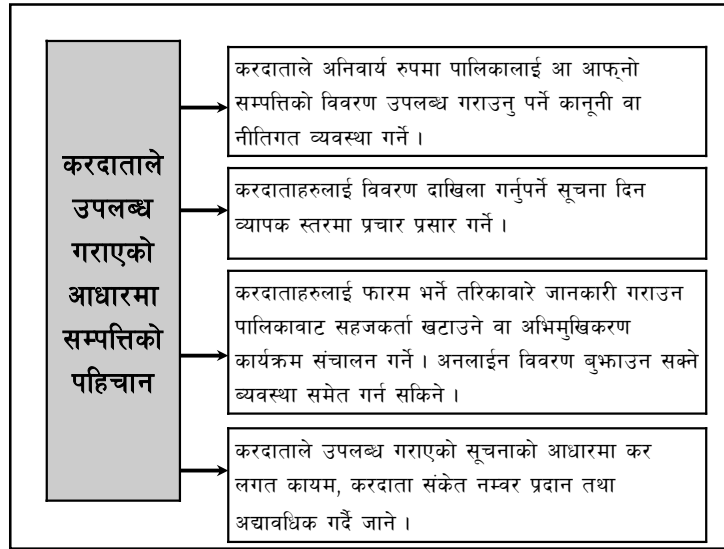 करदाताले
उपलब्ध
गराएको
आधारमा
सम्पत्तिको
पहिचान
करदाताले अनिवार्य रुपमा पालिकालाई आ आफ्नो
सम्पत्तिको विवरण उपलब्ध गराउनु पर्ने कानूनी वा
नीतिगत व्यवस्था गर्ने ।
करदाताहरुलाई विवरण दाखिला गर्नुपर्ने सूचना दिन
व्यापक स्तरमा प्रचार प्रसार गर्ने ।
करदाताहरुलाई फारम भर्ने तरिकावारे जानकारी गराउन
पालिकावाट सहजकर्ता खटाउने वा अभिमुखिकरण
कार्यक्रम संचालन गर्ने । अनलाईन विवरण बुझाउन सक्ने
ब्यवस्था समेत गर्न सकिने ।
करदाताले उपलब्ध गराएको सूचनाको आधारमा कर
लगत कायम, करदाता संकेत नम्वर प्रदान तथा
अद्यावधिक गर्दै जाने ।